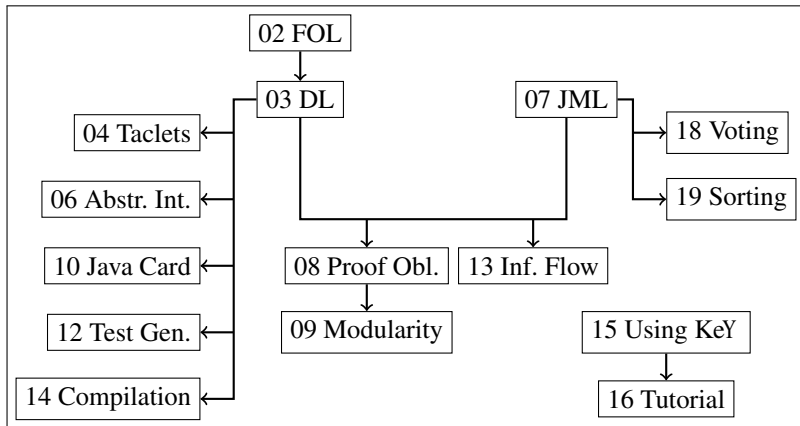 02 FOL
03 DL
07 JML
04 Taclets
18 Voting
06 Abstr. Int.
19 Sorting
10 Java Card
08 Proof Obl.
13 Inf. Flow
12 Test Gen.
09 Modularity
15 Using KeY
14 Compilation
16 Tutorial